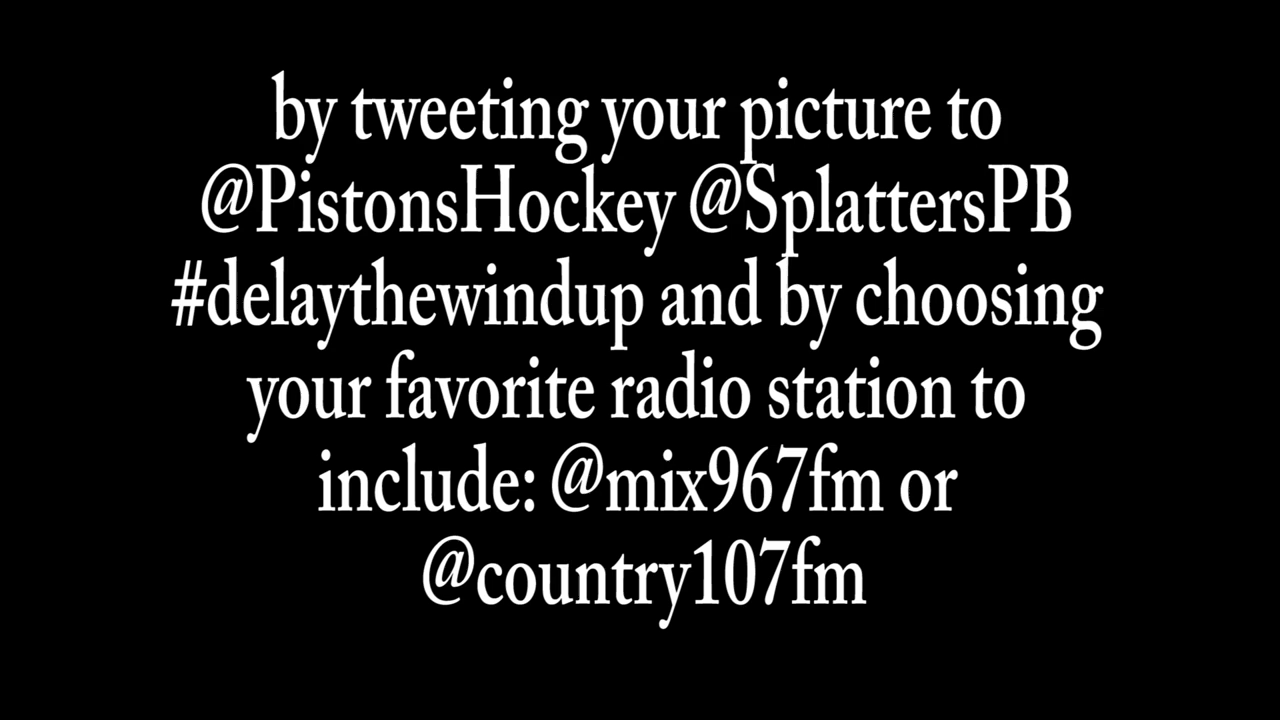 by tweeting your picture to
@PistonsHockey @SplattersPB
#delaythewindup and by choosing
your favorite radio station to
include: @mix967fm or
@country107fm